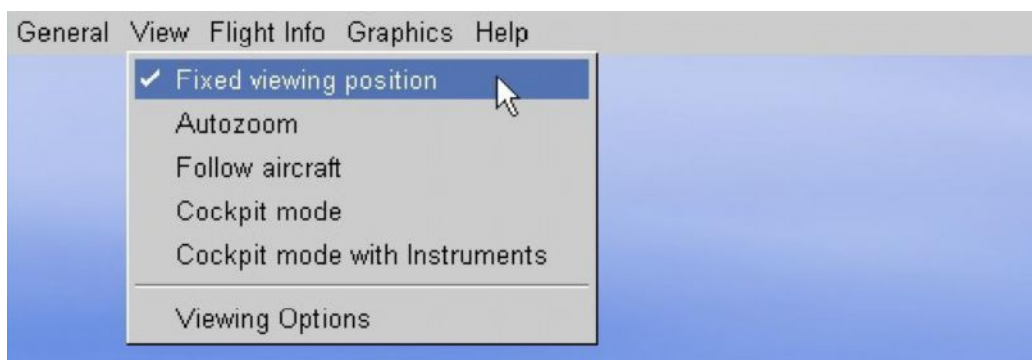 General View Flight Info Graphics Help
Fixed viewing position
Autozoom
Follow aircraft
Cockpit mode
Cockpit mode with Instruments
Viewing Options